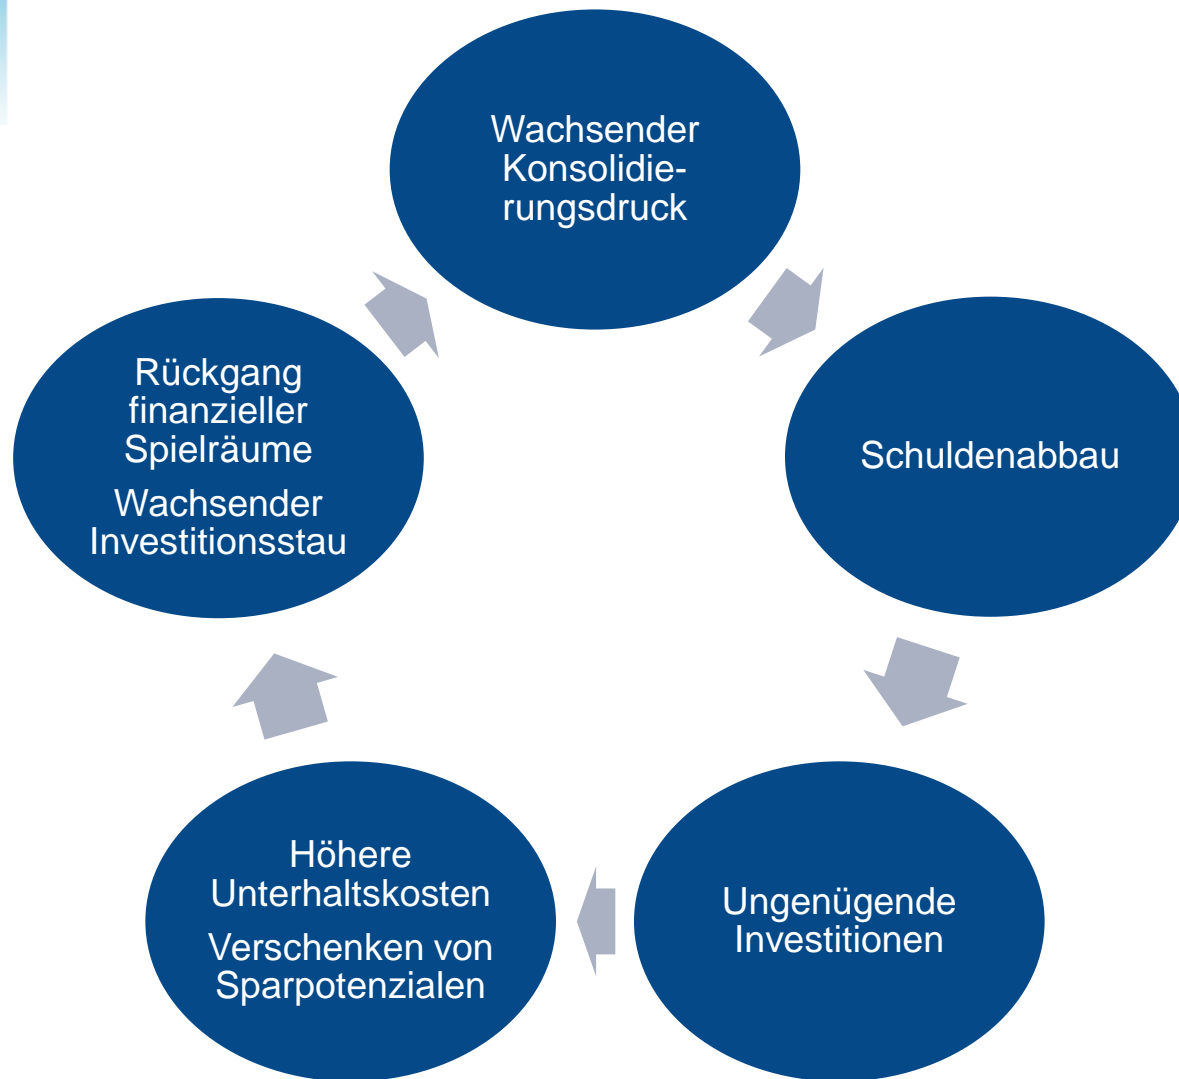 Wachsender
Konsolidie-
rungsdruck
Schuldenabbau
Ungenügende
Investitionen
Höhere
Unterhaltskosten
Verschenken von
Sparpotenzialen
Rückgang
finanzieller
Spielräume
Wachsender
Investitionsstau